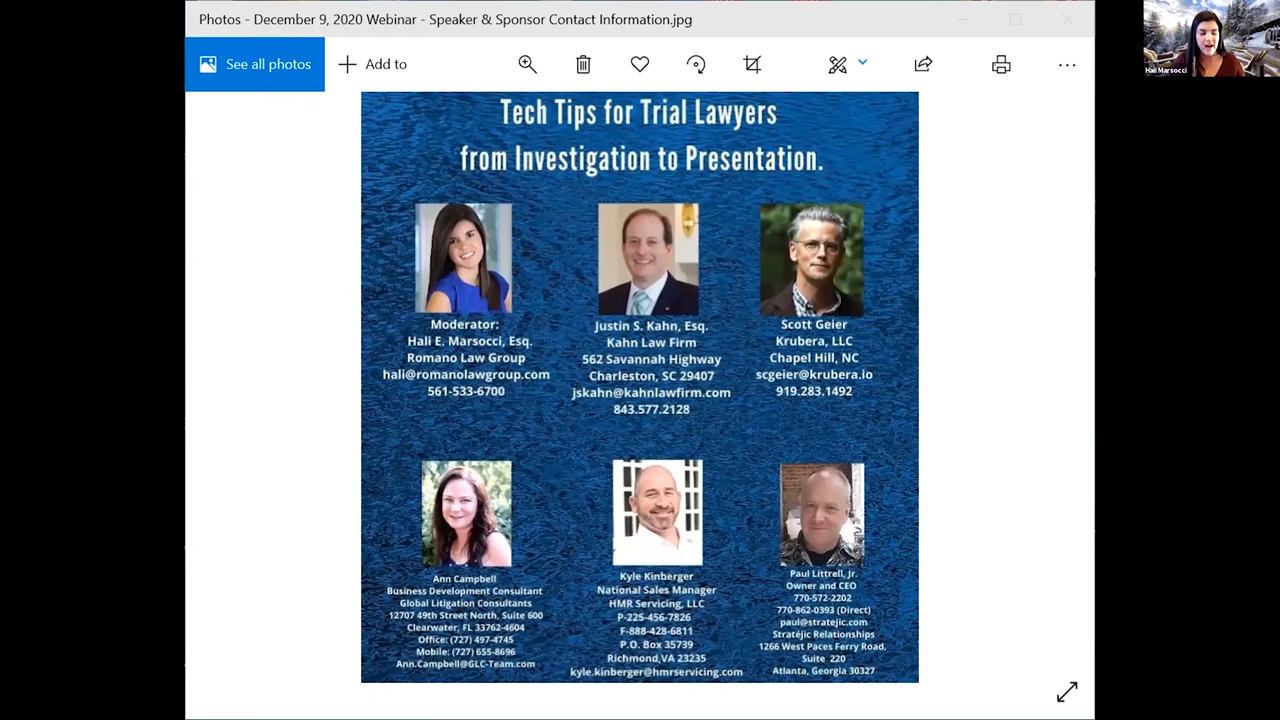 Photos - December 9, 2020 Webinar - Speaker & Sponsor Contact Information.jpg
See all photos
Add to
Hali Marsocci
Tech Tips for Trial Lawyers
from Investigation to Presentation.
Moderator:
Hali E. Marsocci, Esq.
Romano Law Group
hali@romanolawgroup.com
561-533-6700
Justin S. Kahn, Esq.
Kahn Law Firm
562 Savannah Highway
Charleston, SC 29407
jskahn@kahnlawfirm.com
843.577.2128
Scott Geier
Krubera, LLC
Chapel Hill, NC
scgeier@krubera.io
919.283.1492
Ann Campbell
Business Development Consultant
Global Litigation Consultants
12707 49th Street North, Suite 600
Clearwater, FL 33762-4604
Office: (727) 497-4745
Mobile: (727) 655-8696
Ann.Campbell@GLC-Team.com
Kyle Kinberger
National Sales Manager
HMR Servicing, LLC
P-225-456-7826
F-888-428-6811
P.O. Box 35739
Richmond,VA 23235
kyle.kinberger@hmrservicing.com
Paul Littrell, Jr.
Owner and CEO
770-572-2202
770-862-0393 (Direct)
paul@stratejic.com
Stratéjic Relationships
1266 West Paces Ferry Road,
Suite 220
Atlanta, Georgia 30327